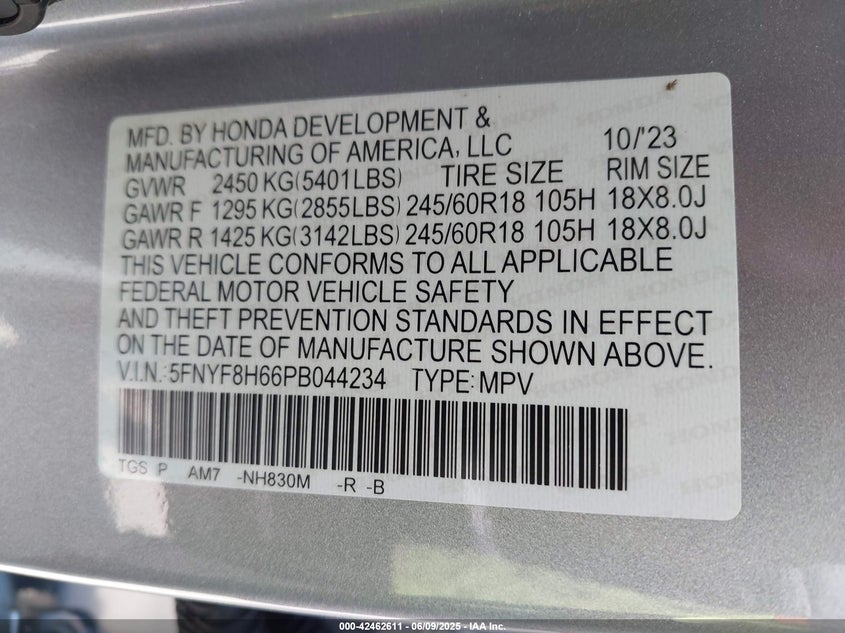 MFD. BY HONDA DEVELOPMENT &
MANUFACTURING OF AMERICA, LLC 10/'23
GVWR 2450 KG(5401LBS) TIRE SIZE RIM SIZE
GAWR F 1295 KG(2855LBS) 245/60R18 105H 18X8.0J
GAWR R 1425 KG(3142LBS) 245/60R18 105H 18X8.0J
THIS VEHICLE CONFORMS TO ALL APPLICABLE
FEDERAL MOTOR VEHICLE SAFETY
AND THEFT PREVENTION STANDARDS IN EFFECT
ON THE DATE OF MANUFACTURE SHOWN ABOVE.
V.I.N.: 5FNYF8H66PB044234 TYPE: MPV
TGS P AM7 -NH830M -R -B
000-42462611 - 06/09/2025 - IAA Inc.